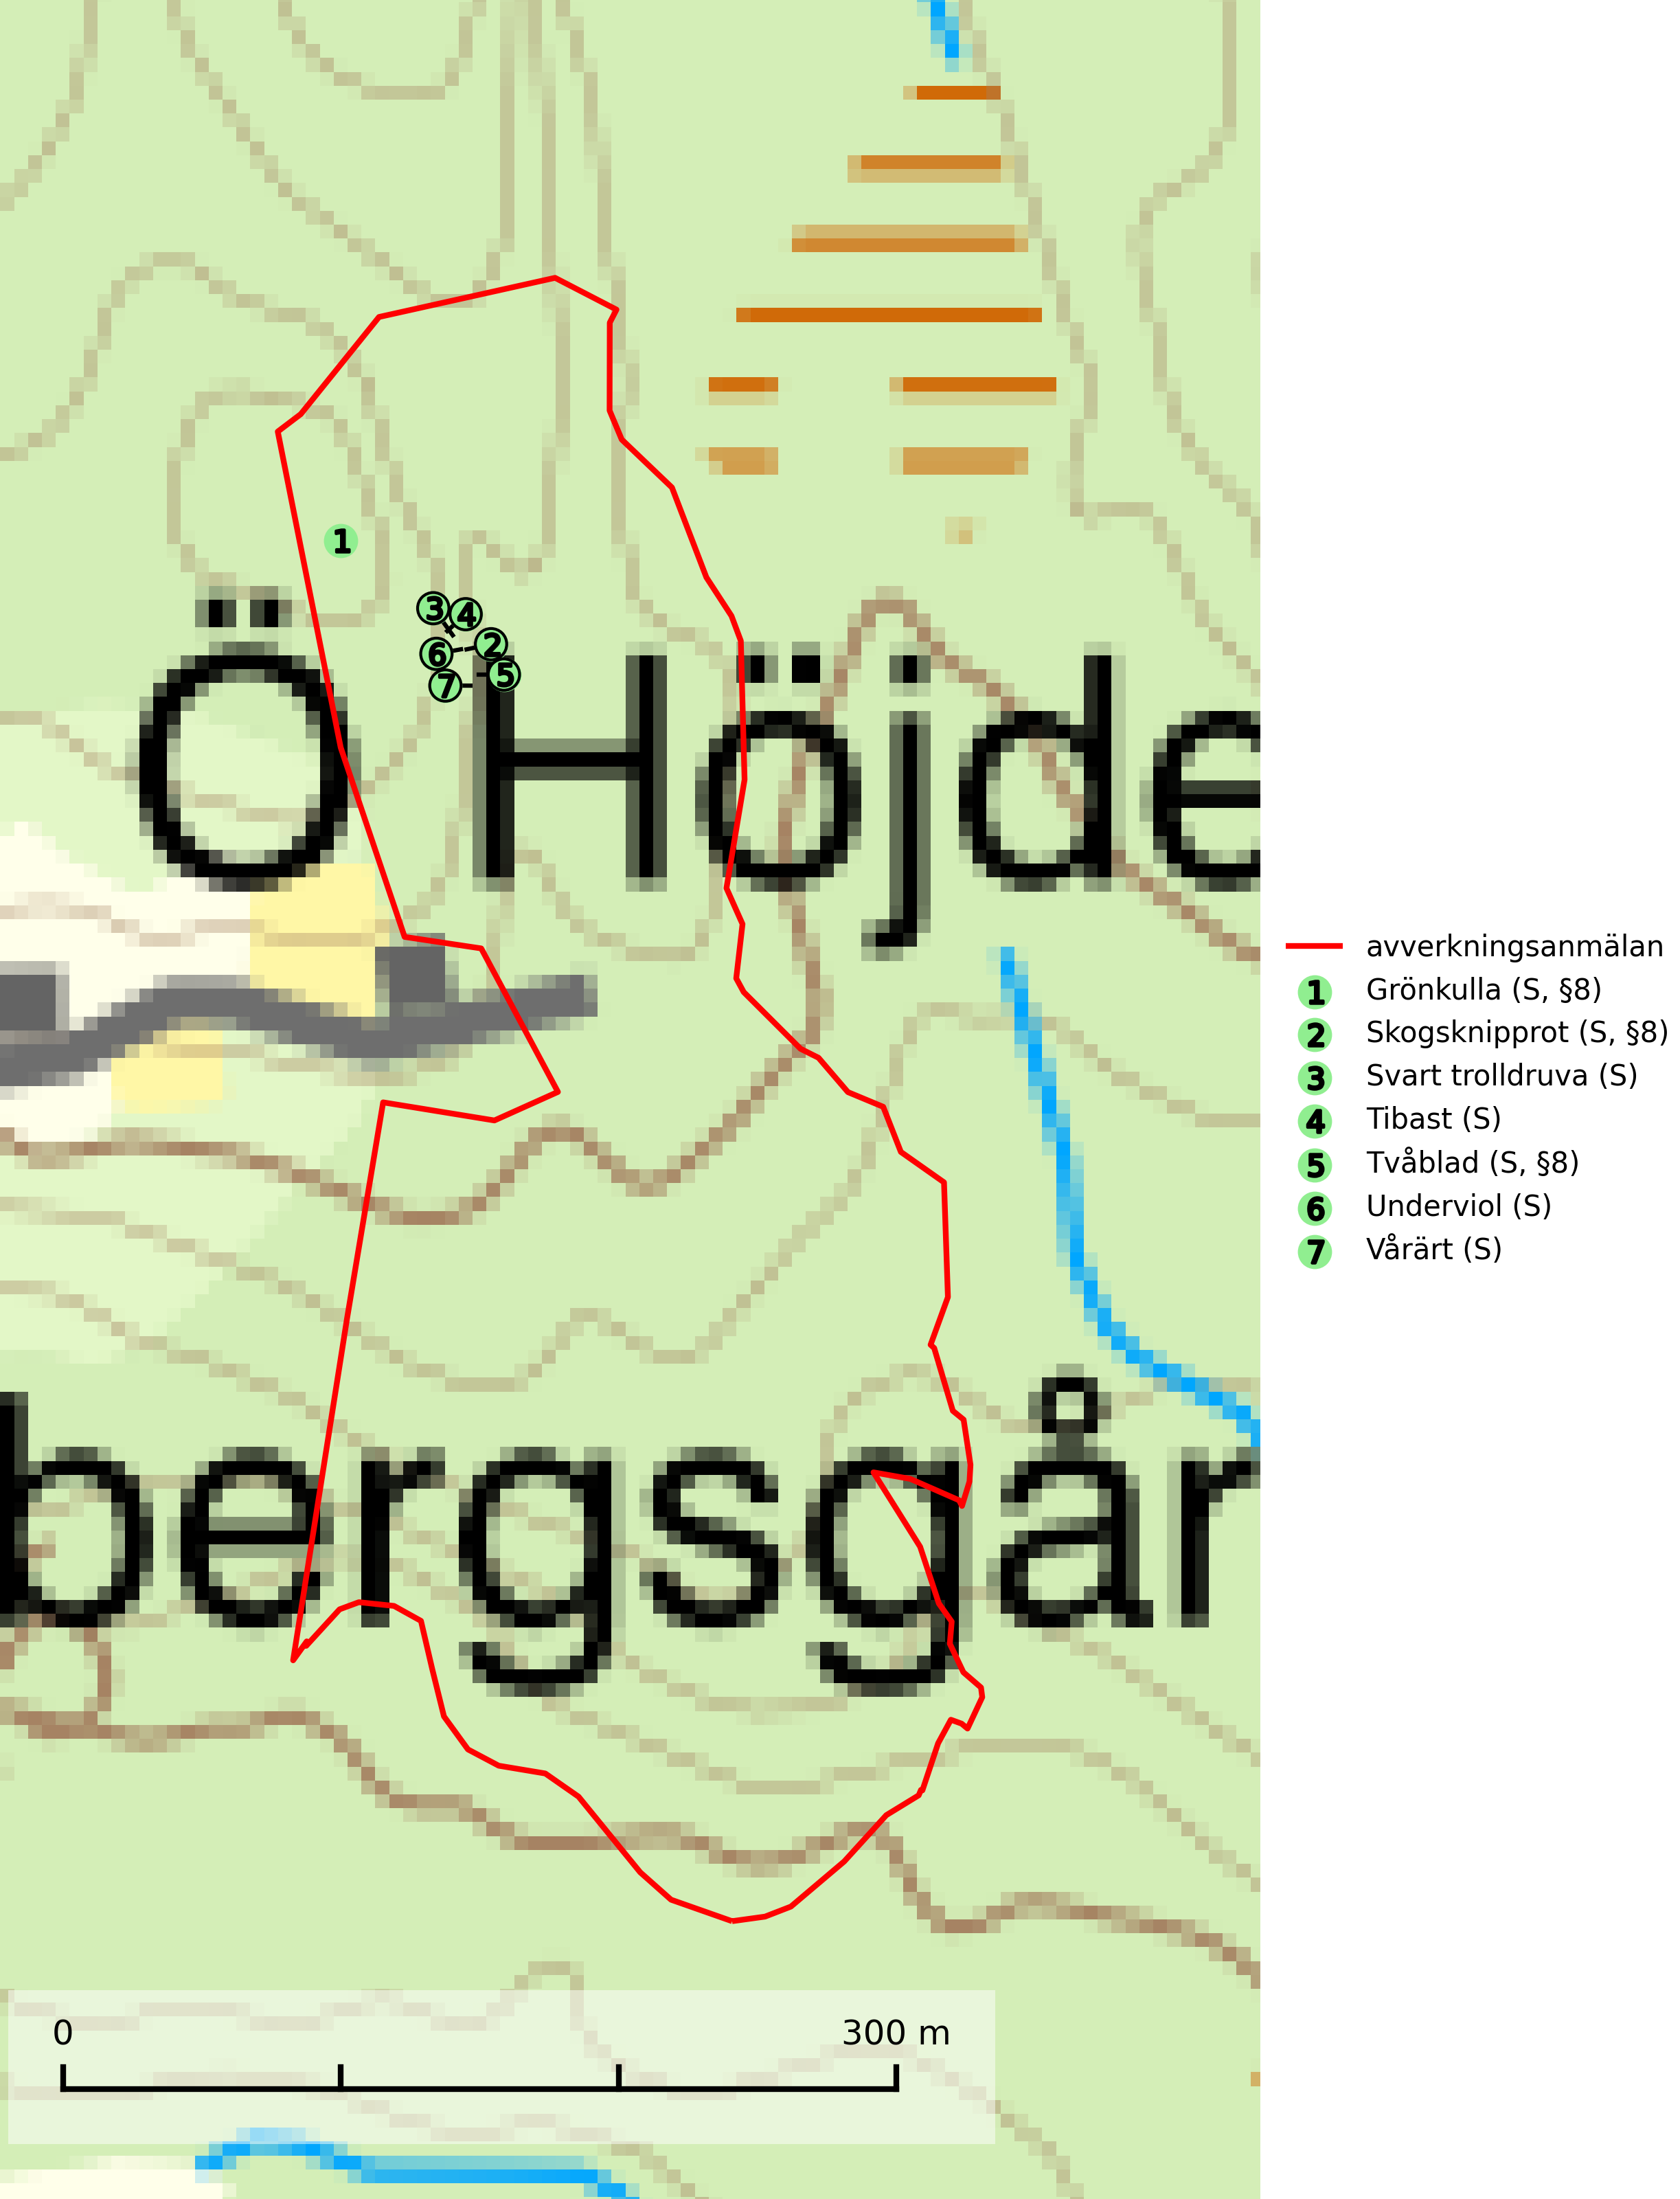 1
3
4
2
6
5
7
Ö Höjde
bergsgår
avverkningsanmälan
1 Grönkulla (S, §8)
2 Skogsknipprot (S, §8)
3 Svart trolldruva (S)
4 Tibast (S)
5 Tvåblad (S, §8)
6 Underviol (S)
7 Vårärt (S)
0 300 m